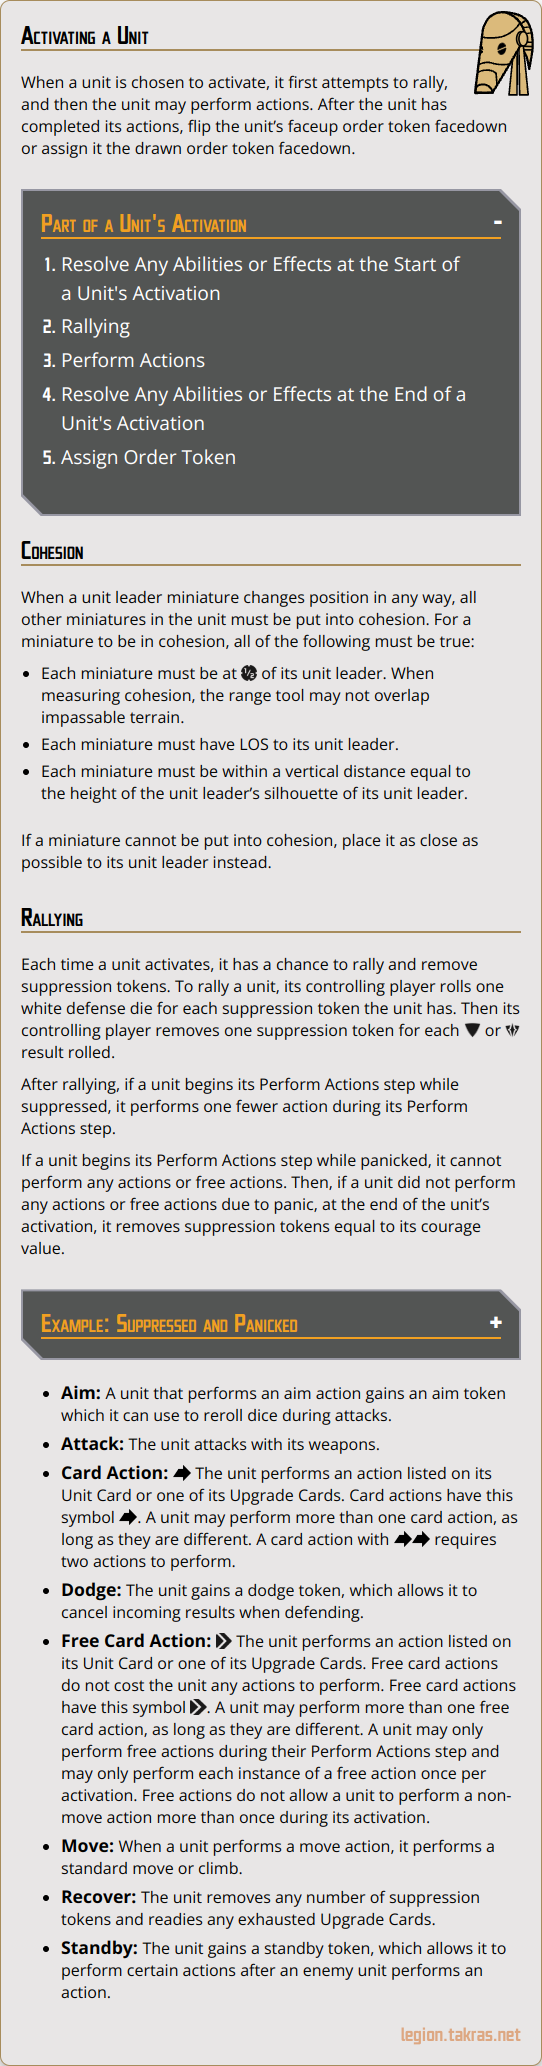 Activating a Unit
When a unit is chosen to activate, it first attempts to rally,
and then the unit may perform actions. After the unit has
completed its actions, flip the unit’s faceup order token facedown
or assign it the drawn order token facedown.
Part of a Unit's Activation -
1. Resolve Any Abilities or Effects at the Start of
a Unit's Activation
2. Rallying
3. Perform Actions
4. Resolve Any Abilities or Effects at the End of a
Unit's Activation
5. Assign Order Token
Cohesion
When a unit leader miniature changes position in any way, all
other miniatures in the unit must be put into cohesion. For a
miniature to be in cohesion, all of the following must be true:
• Each miniature must be at ½ of its unit leader. When
measuring cohesion, the range tool may not overlap
impassable terrain.
• Each miniature must have LOS to its unit leader.
• Each miniature must be within a vertical distance equal to
the height of the unit leader’s silhouette of its unit leader.
If a miniature cannot be put into cohesion, place it as close as
possible to its unit leader instead.
Rallying
Each time a unit activates, it has a chance to rally and remove
suppression tokens. To rally a unit, its controlling player rolls one
white defense die for each suppression token the unit has. Then its
controlling player removes one suppression token for each or
result rolled.
After rallying, if a unit begins its Perform Actions step while
suppressed, it performs one fewer action during its Perform
Actions step.
If a unit begins its Perform Actions step while panicked, it cannot
perform any actions or free actions. Then, if a unit did not perform
any actions or free actions due to panic, at the end of the unit’s
activation, it removes suppression tokens equal to its courage
value.
Example: Suppressed and Panicked +
• Aim: A unit that performs an aim action gains an aim token
which it can use to reroll dice during attacks.
• Attack: The unit attacks with its weapons.
• Card Action: The unit performs an action listed on its
Unit Card or one of its Upgrade Cards. Card actions have this
symbol . A unit may perform more than one card action, as
long as they are different. A card action with requires
two actions to perform.
• Dodge: The unit gains a dodge token, which allows it to
cancel incoming results when defending.
• Free Card Action: The unit performs an action listed on
its Unit Card or one of its Upgrade Cards. Free card actions
do not cost the unit any actions to perform. Free card actions
have this symbol . A unit may perform more than one free
card action, as long as they are different. A unit may only
perform free actions during their Perform Actions step and
may only perform each instance of a free action once per
activation. Free actions do not allow a unit to perform a non-
move action more than once during its activation.
• Move: When a unit performs a move action, it performs a
standard move or climb.
• Recover: The unit removes any number of suppression
tokens and readies any exhausted Upgrade Cards.
• Standby: The unit gains a standby token, which allows it to
perform certain actions after an enemy unit performs an
action.
legion.takras.net